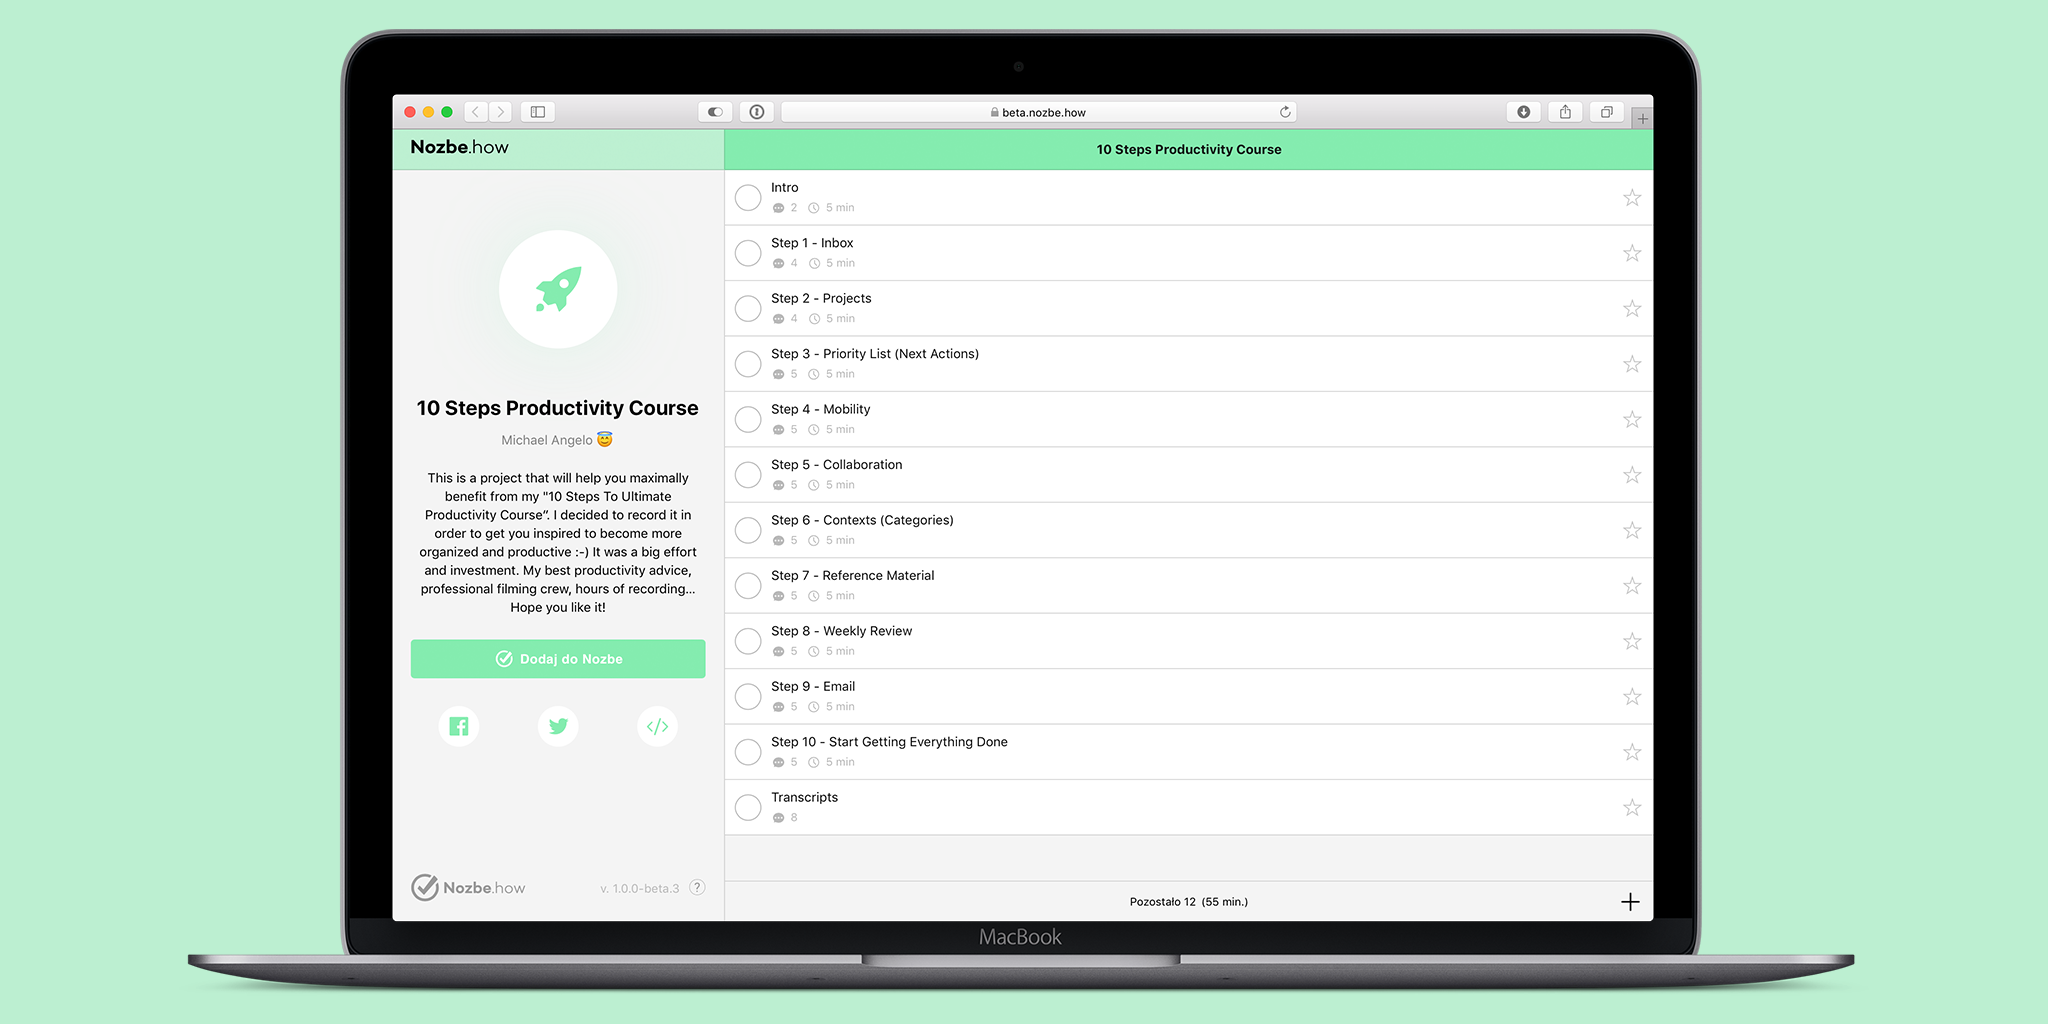 beta.nozbe.how
Nozbe.how
10 Steps Productivity Course
10 Steps Productivity Course
Michael Angelo
This is a project that will help you maximally
benefit from my "10 Steps To Ultimate
Productivity Course“. I decided to record it in
order to get you inspired to become more
organized and productive :-) It was a big effort
and investment. My best productivity advice,
professional filming crew, hours of recording...
Hope you like it!
Dodaj do Nozbe
Nozbe.how
v. 1.0.0-beta.3 ?
Intro
2 5 min
Step 1 - Inbox
4 5 min
Step 2 - Projects
4 5 min
Step 3 - Priority List (Next Actions)
5 5 min
Step 4 - Mobility
5 5 min
Step 5 - Collaboration
5 5 min
Step 6 - Contexts (Categories)
5 5 min
Step 7 - Reference Material
5 5 min
Step 8 - Weekly Review
5 5 min
Step 9 - Email
5 5 min
Step 10 - Start Getting Everything Done
5 5 min
Transcripts
8
Pozostało 12 (55 min.)
MacBook